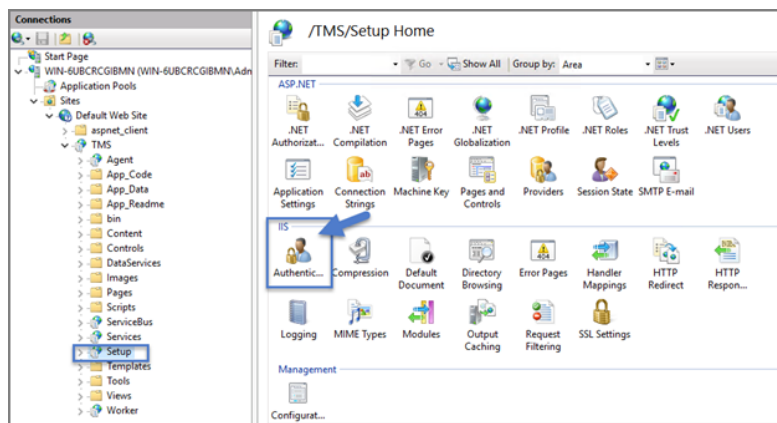 Connections
Start Page
WIN-6UBCRCGIBMN (WIN-6UBCRCGIBMN\Adn
Application Pools
Sites
Default Web Site
aspnet_client
TMS
Agent
App_Code
App_Data
App_Readme
bin
Content
Controls
DataServices
Images
Pages
Scripts
ServiceBus
Services
Setup
Templates
Tools
Views
Worker
/TMS/Setup Home
Filter: Go Show All Group by: Area
ASP.NET
.NET Authorizat...
.NET Compilation
.NET Error Pages
.NET Globalization
.NET Profile
.NET Roles
.NET Trust Levels
.NET Users
Application Settings
Connection Strings
Machine Key
Pages and Controls
Providers
Session State
SMTP E-mail
IIS
Authentic...
Compression
Default Document
Directory Browsing
Error Pages
Handler Mappings
HTTP Redirect
HTTP Respon...
Logging
MIME Types
Modules
Output Caching
Request Filtering
SSL Settings
Management
Configurat...